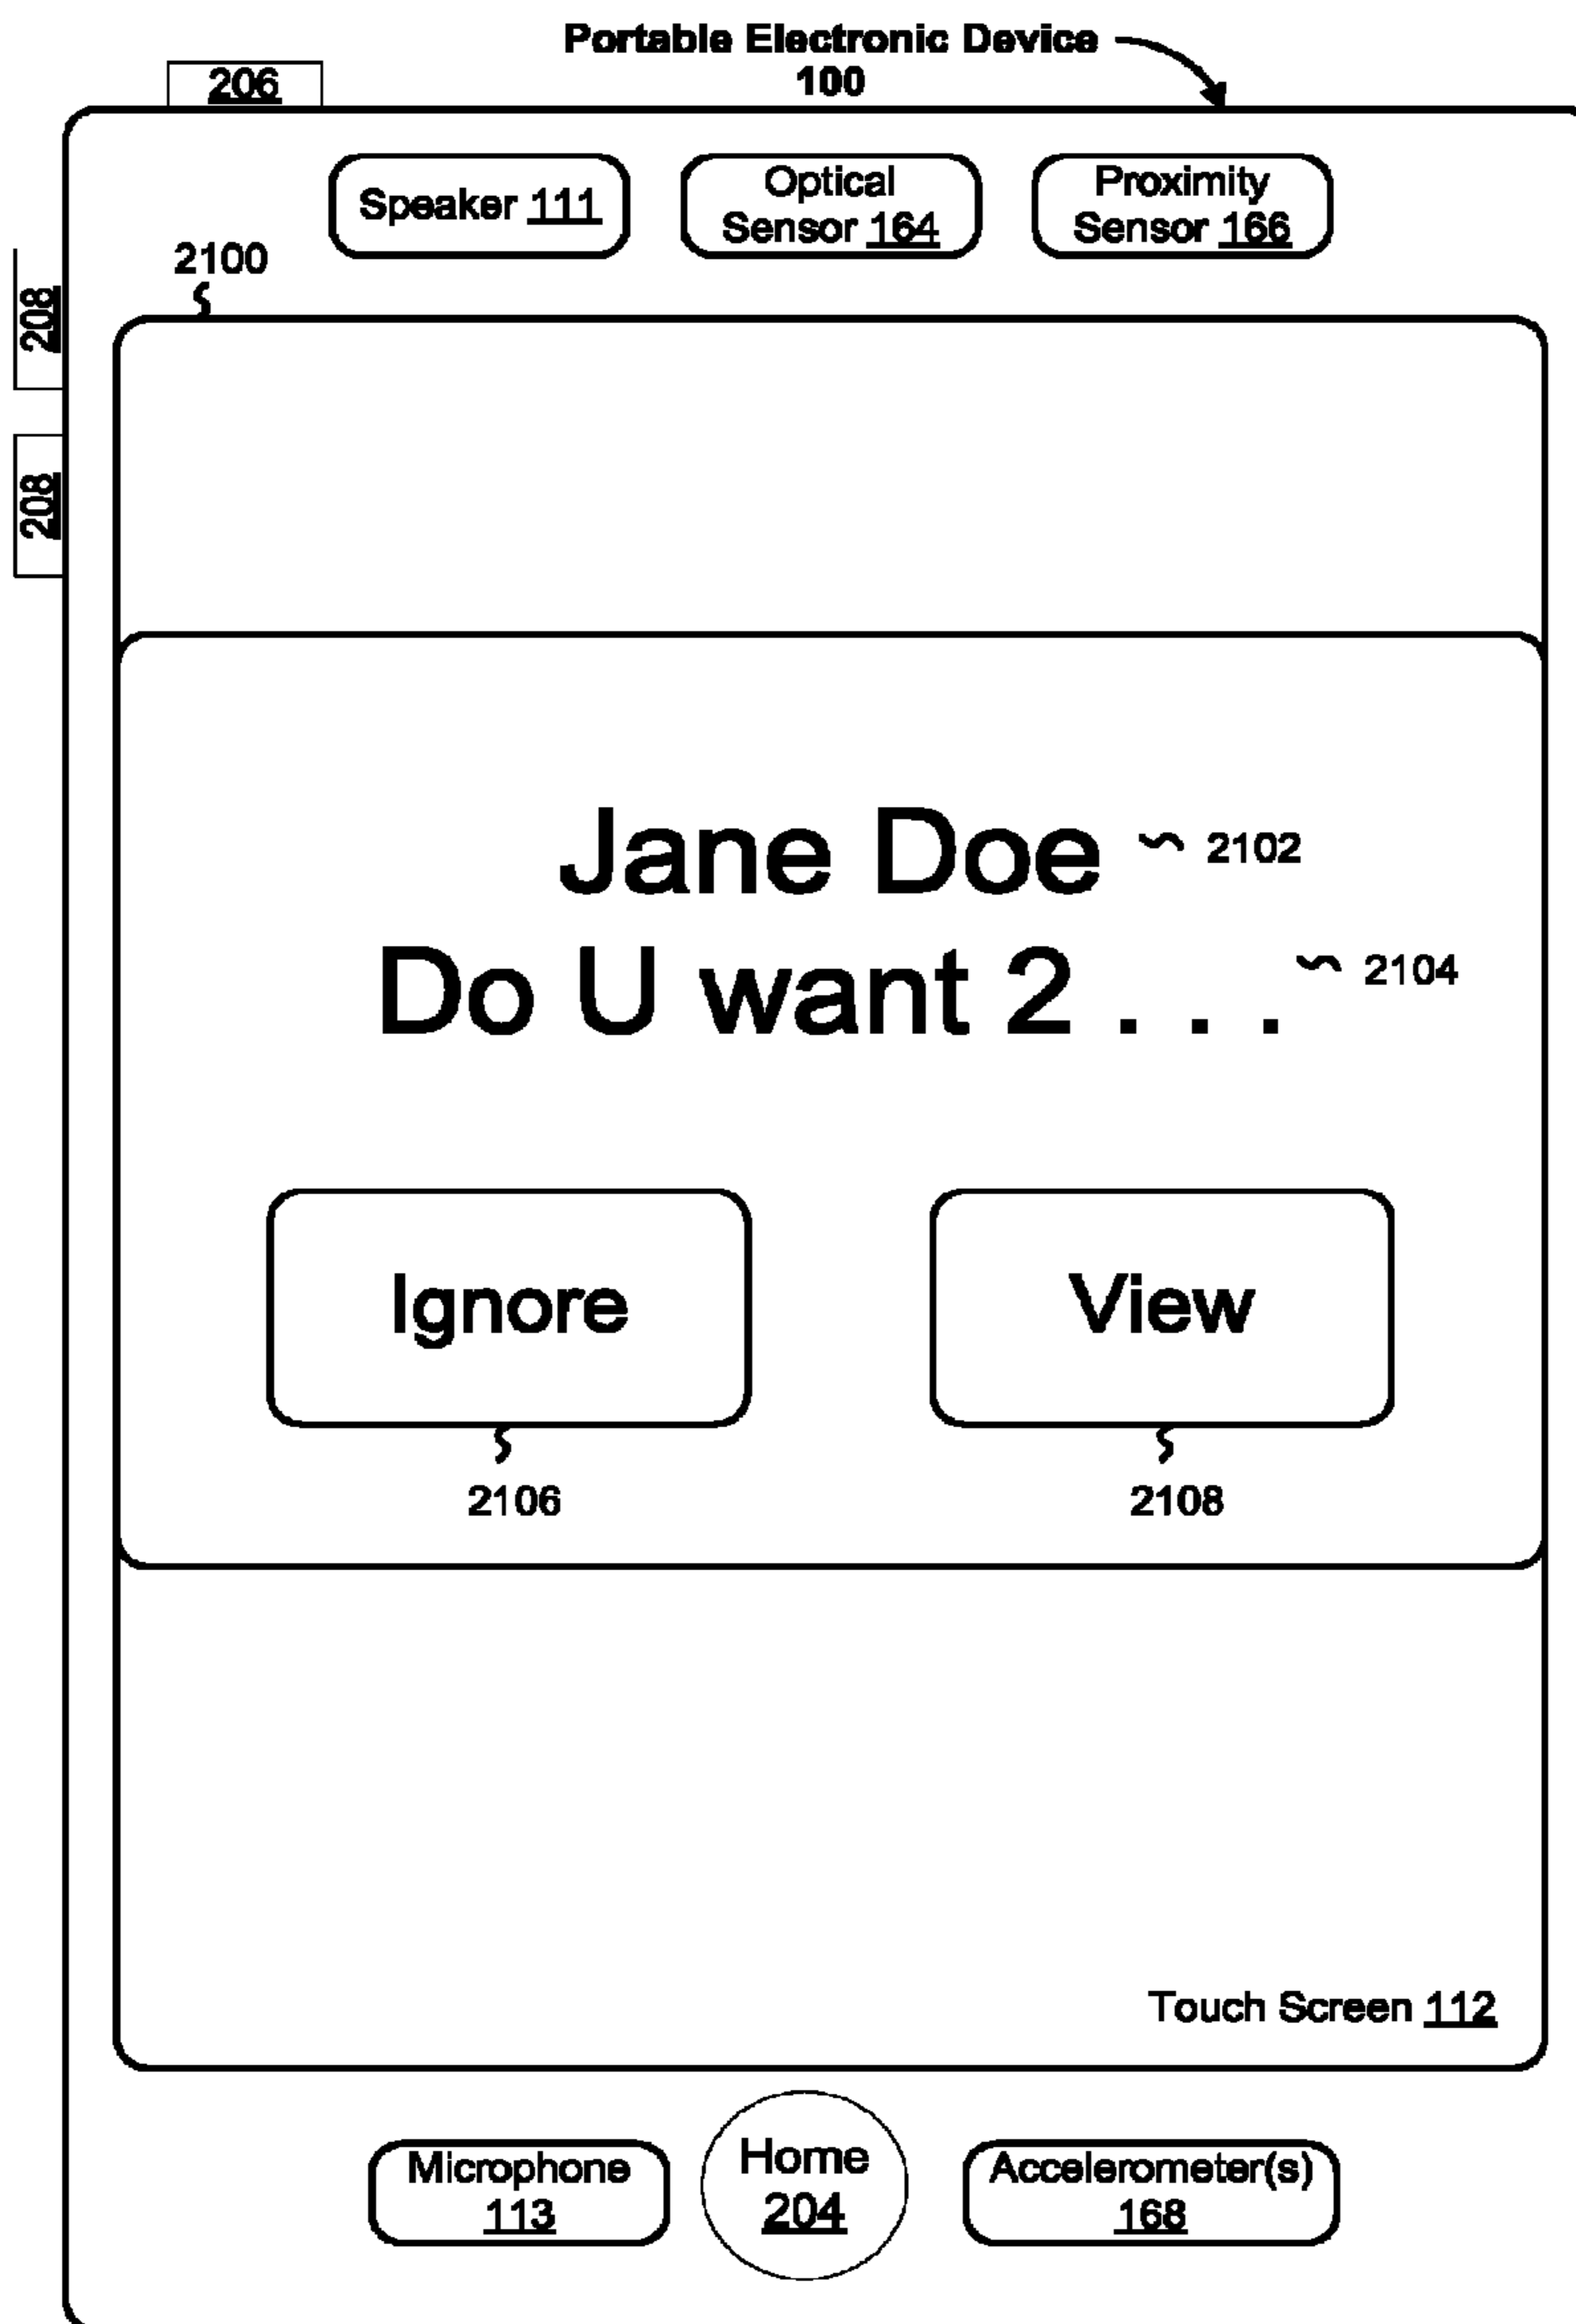 Portable Electronic Device
100
206
Speaker 111
Optical
Sensor 164
Proximity
Sensor 166
2100
208
208
Jane Doe
2102
Do U want 2 . . .
2104
Ignore
View
2106
2108
Touch Screen 112
Microphone
113
Home
204
Accelerometer(s)
168